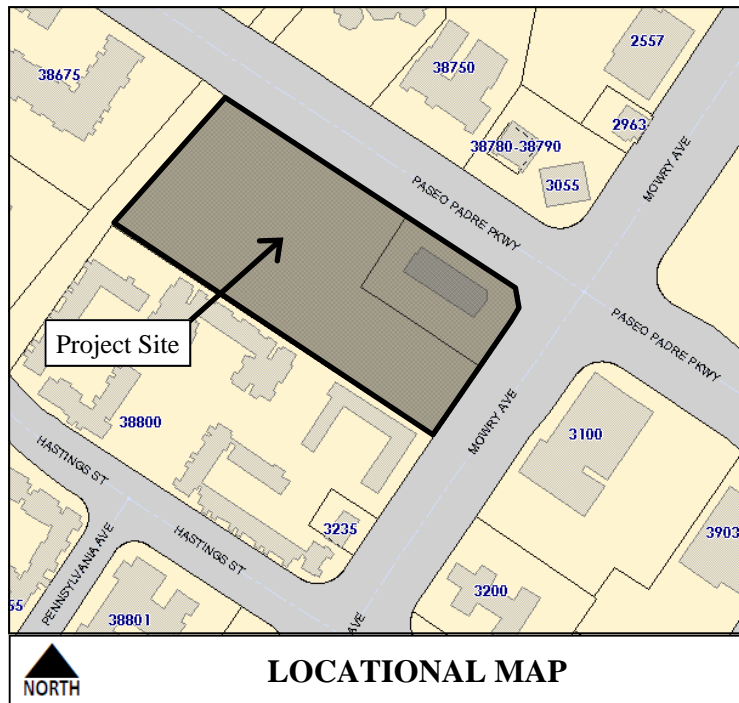 38675
38750
2557
2963
38780-38790
3055
MOWRY AVE
PASEO PADRE PKWY
PASEO PADRE PKWY
Project Site
MOWRY AVE
38800
3100
HASTINGS ST
HASTINGS ST
3235
3903
PENNSYLVANIA AVE
3200
55
38801
AVE
NORTH
LOCATIONAL MAP